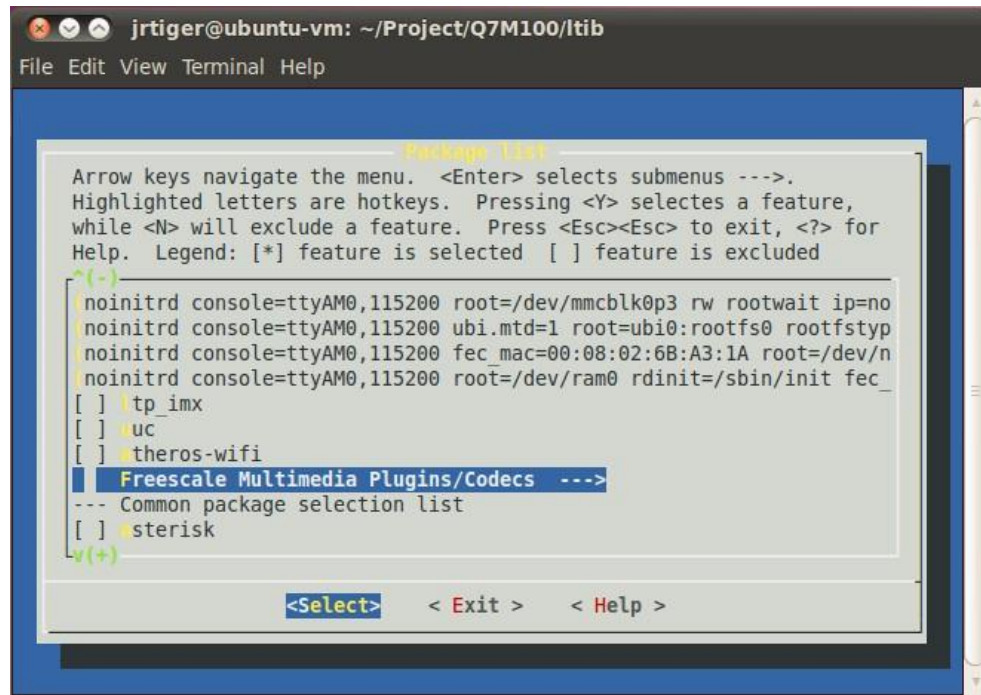 jrtiger@ubuntu-vm: ~/Project/Q7M100/ltib
File Edit View Terminal Help
Package list
Arrow keys navigate the menu. <Enter> selects submenus --->.
Highlighted letters are hotkeys. Pressing <Y> selectes a feature,
while <N> will exclude a feature. Press <Esc><Esc> to exit, <?> for
Help. Legend: [*] feature is selected [ ] feature is excluded
^(-)
(noinitrd console=ttyAM0,115200 root=/dev/mmcblk0p3 rw rootwait ip=no
(noinitrd console=ttyAM0,115200 ubi.mtd=1 root=ubi0:rootfs0 rootfstyp
(noinitrd console=ttyAM0,115200 fec_mac=00:08:02:6B:A3:1A root=/dev/n
(noinitrd console=ttyAM0,115200 root=/dev/ram0 rdinit=/sbin/init fec_
[ ] ltp_imx
[ ] uuc
[ ] atheros-wifi
Freescale Multimedia Plugins/Codecs --->
--- Common package selection list
[ ] asterisk
v(+)
<Select> < Exit > < Help >